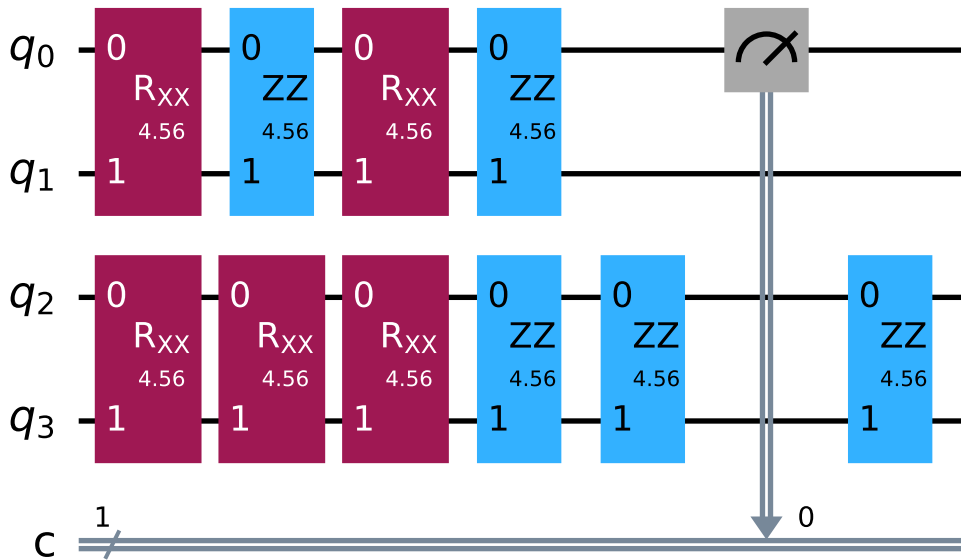 q0 0 0 0 0
RXX ZZ RXX ZZ
4.56 4.56 4.56 4.56
q1 1 1 1 1
q2 0 0 0 0 0 0
RXX RXX RXX ZZ ZZ ZZ
4.56 4.56 4.56 4.56 4.56 4.56
q3 1 1 1 1 1 1
1 0
c